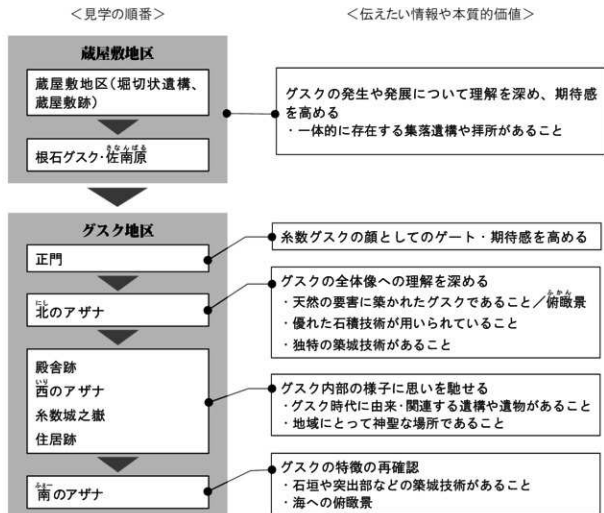 ＜見学の順番＞
＜伝えたい情報や本質的価値＞
蔵屋敷地区
蔵屋敷地区（堀切状遺構、
蔵屋敷跡）
根石グスク・佐南原
さなんばる
グスクの発生や発展について理解を深め、期待感
を高める
・一体的に存在する集落遺構や拝所があること
グスク地区
正門
糸数グスクの顔としてのゲート・期待感を高める
北のアザナ
にし
グスクの全体像への理解を深める
・天然の要害に築かれたグスクであること／俯瞰景
ふかん
・優れた石積技術が用いられていること
・独特の築城技術があること
殿舎跡
西のアザナ
いり
糸数城之嶽
住居跡
グスク内部の様子に思いを馳せる
・グスク時代に由来・関連する遺構や遺物があること
・地域にとって神聖な場所であること
南のアザナ
グスクの特徴の再確認
・石垣や突出部などの築城技術があること
・海への俯瞰景